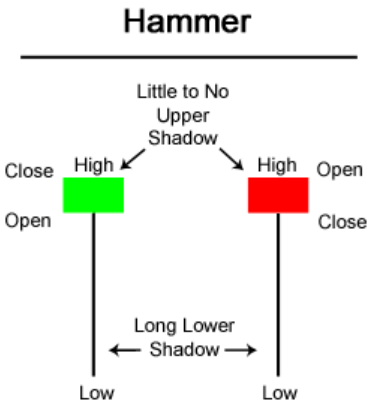 Hammer
Little to No
Upper
Shadow
Close High High Open
Open Close
Long Lower
Shadow
Low Low